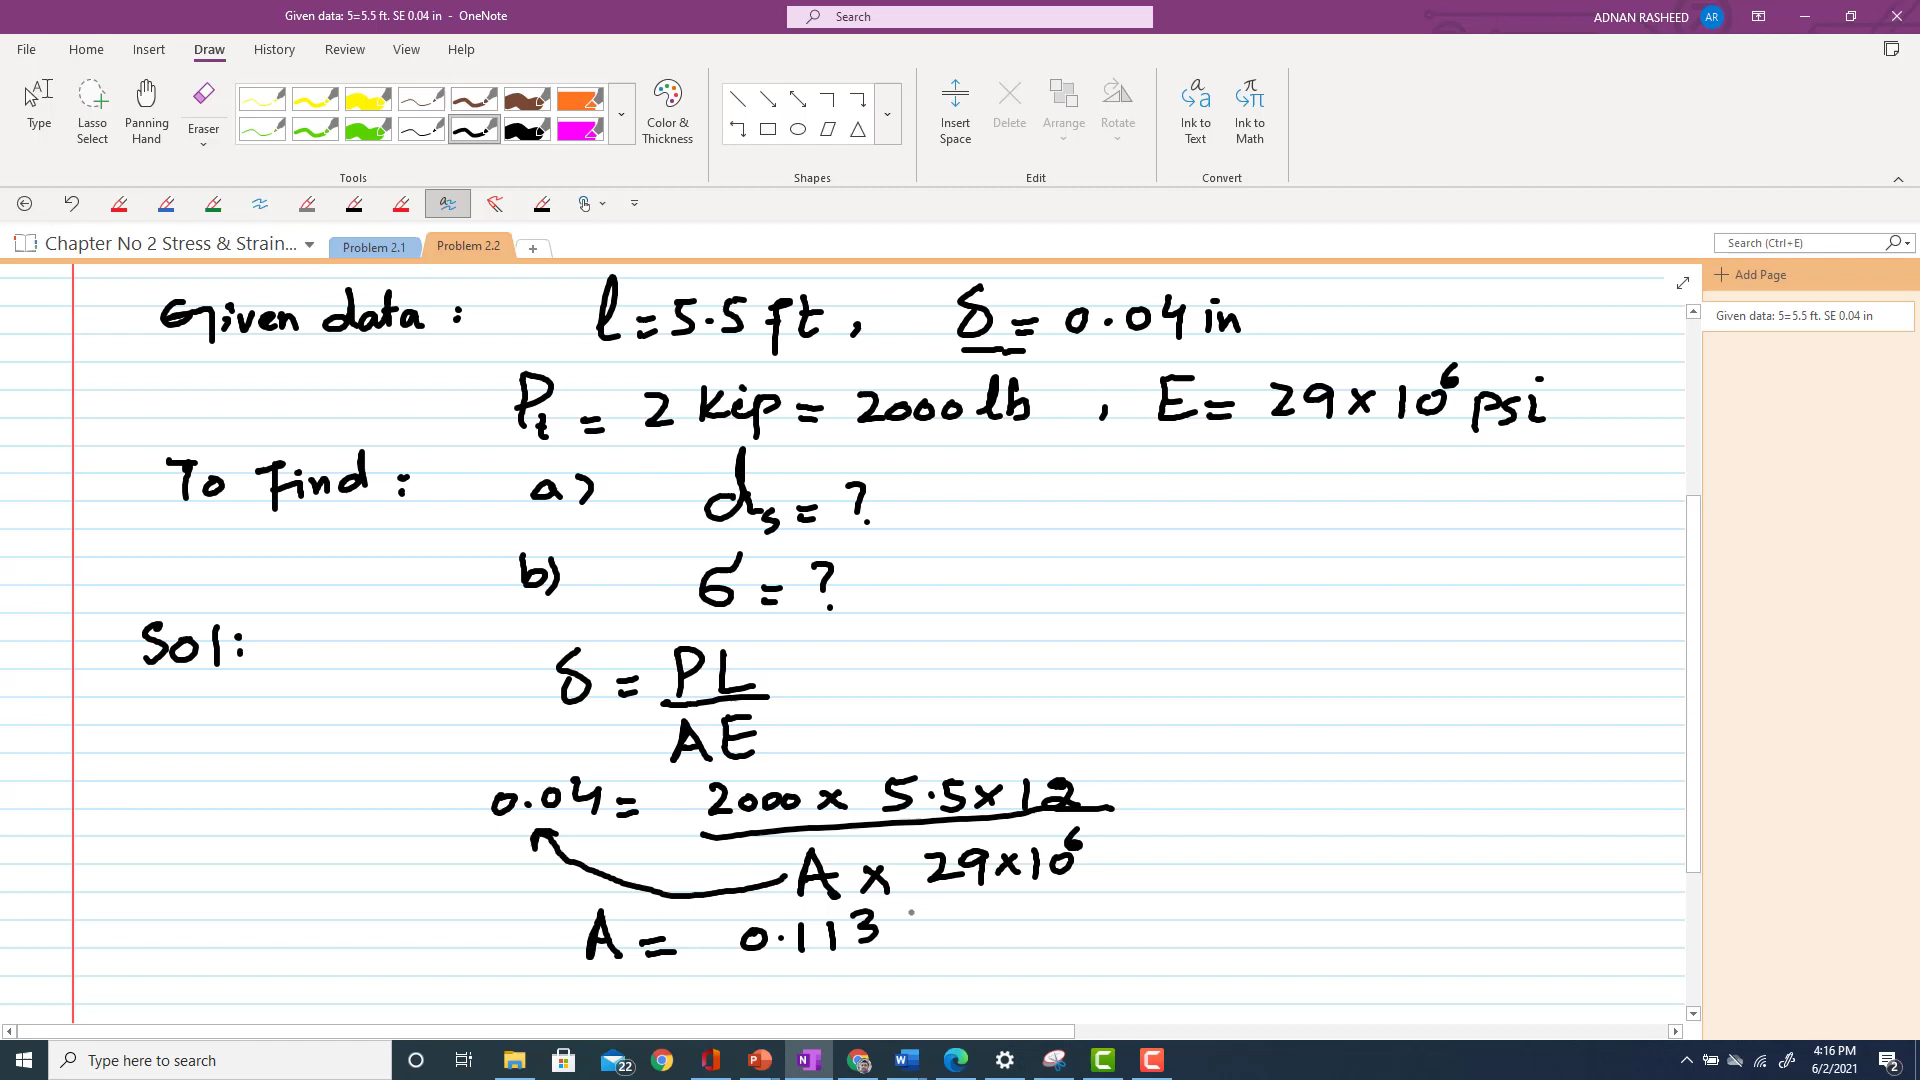 Given data: 5=5.5 ft. SE 0.04 in - OneNote
Search
ADNAN RASHEED AR
File Home Insert Draw History Review View Help
Type
Lasso Select
Panning Hand
Eraser
Color & Thickness
Insert Space
Delete
Arrange
Rotate
Ink to Text
Ink to Math
Tools
Shapes
Edit
Convert
Chapter No 2 Stress & Strain...
Problem 2.1
Problem 2.2
Search (Ctrl+E)
Add Page
Given data: 5=5.5 ft. SE 0.04 in
Given data: l = 5.5 ft, δ = 0.04 in
P_t = 2 kip = 2000 lb, E = 29 × 10^6 psi
To Find: a> d_s = ?
b) σ = ?
Sol:
δ = PL
AE
0.04 = 2000 × 5.5 × 12
A × 29×10^6
A = 0.113
Type here to search
22
4:16 PM
6/2/2021
2